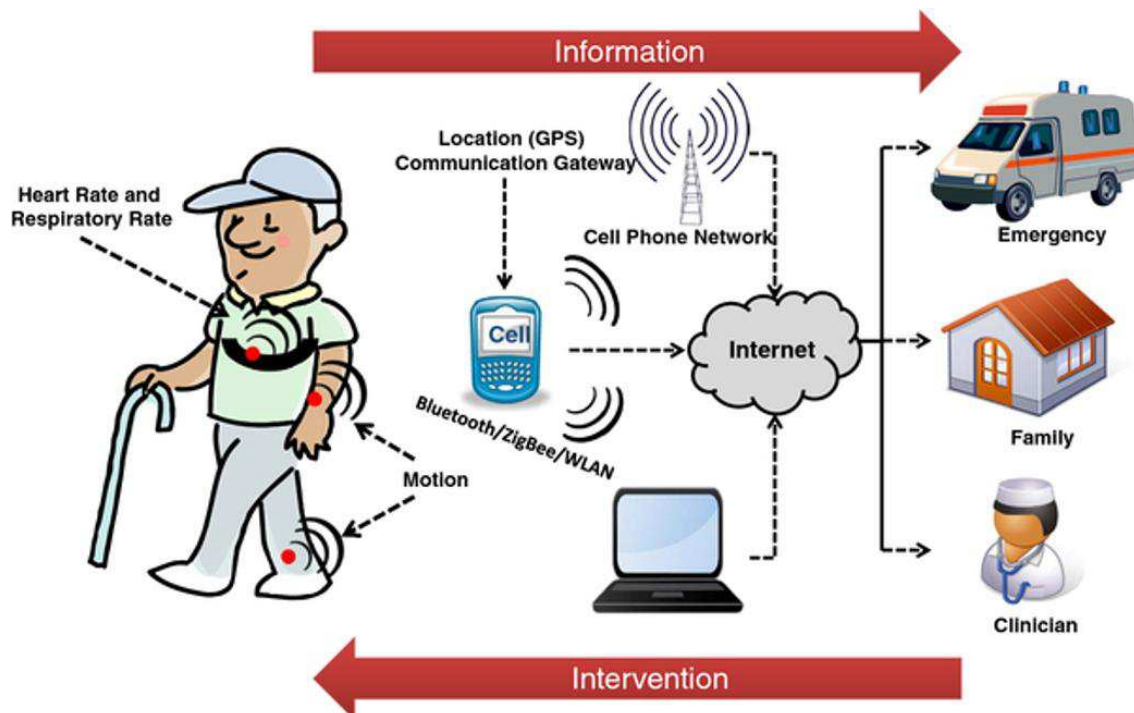 Information
Location (GPS)
Communication Gateway
Heart Rate and
Respiratory Rate
Cell Phone Network
Emergency
Cell
Internet
Bluetooth/ZigBee/WLAN
Family
Motion
Clinician
Intervention